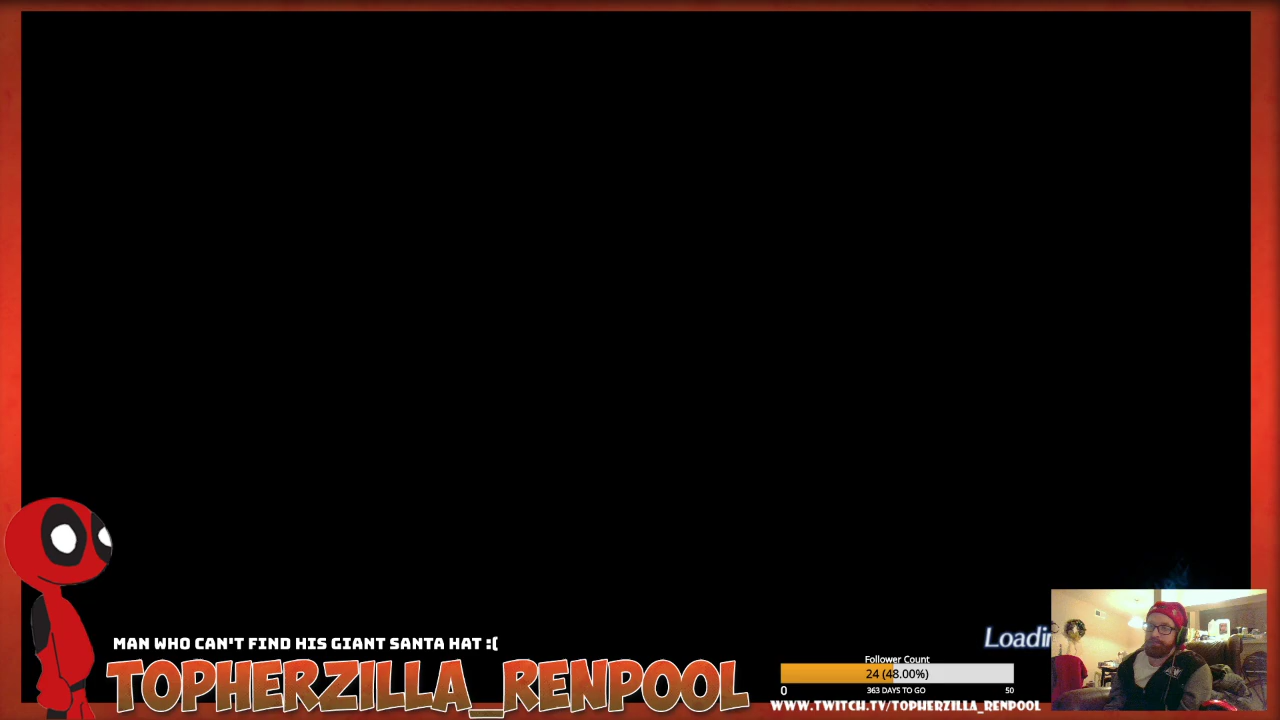 MAN WHO CAN'T FIND HIS GIANT SANTA HAT :(
TOPHERZILLA_RENPOOL
Follower Count
24 (48.00%)
0 363 DAYS TO GO 50
WWW.TWITCH.TV/TOPHERZILLA_RENPOOL